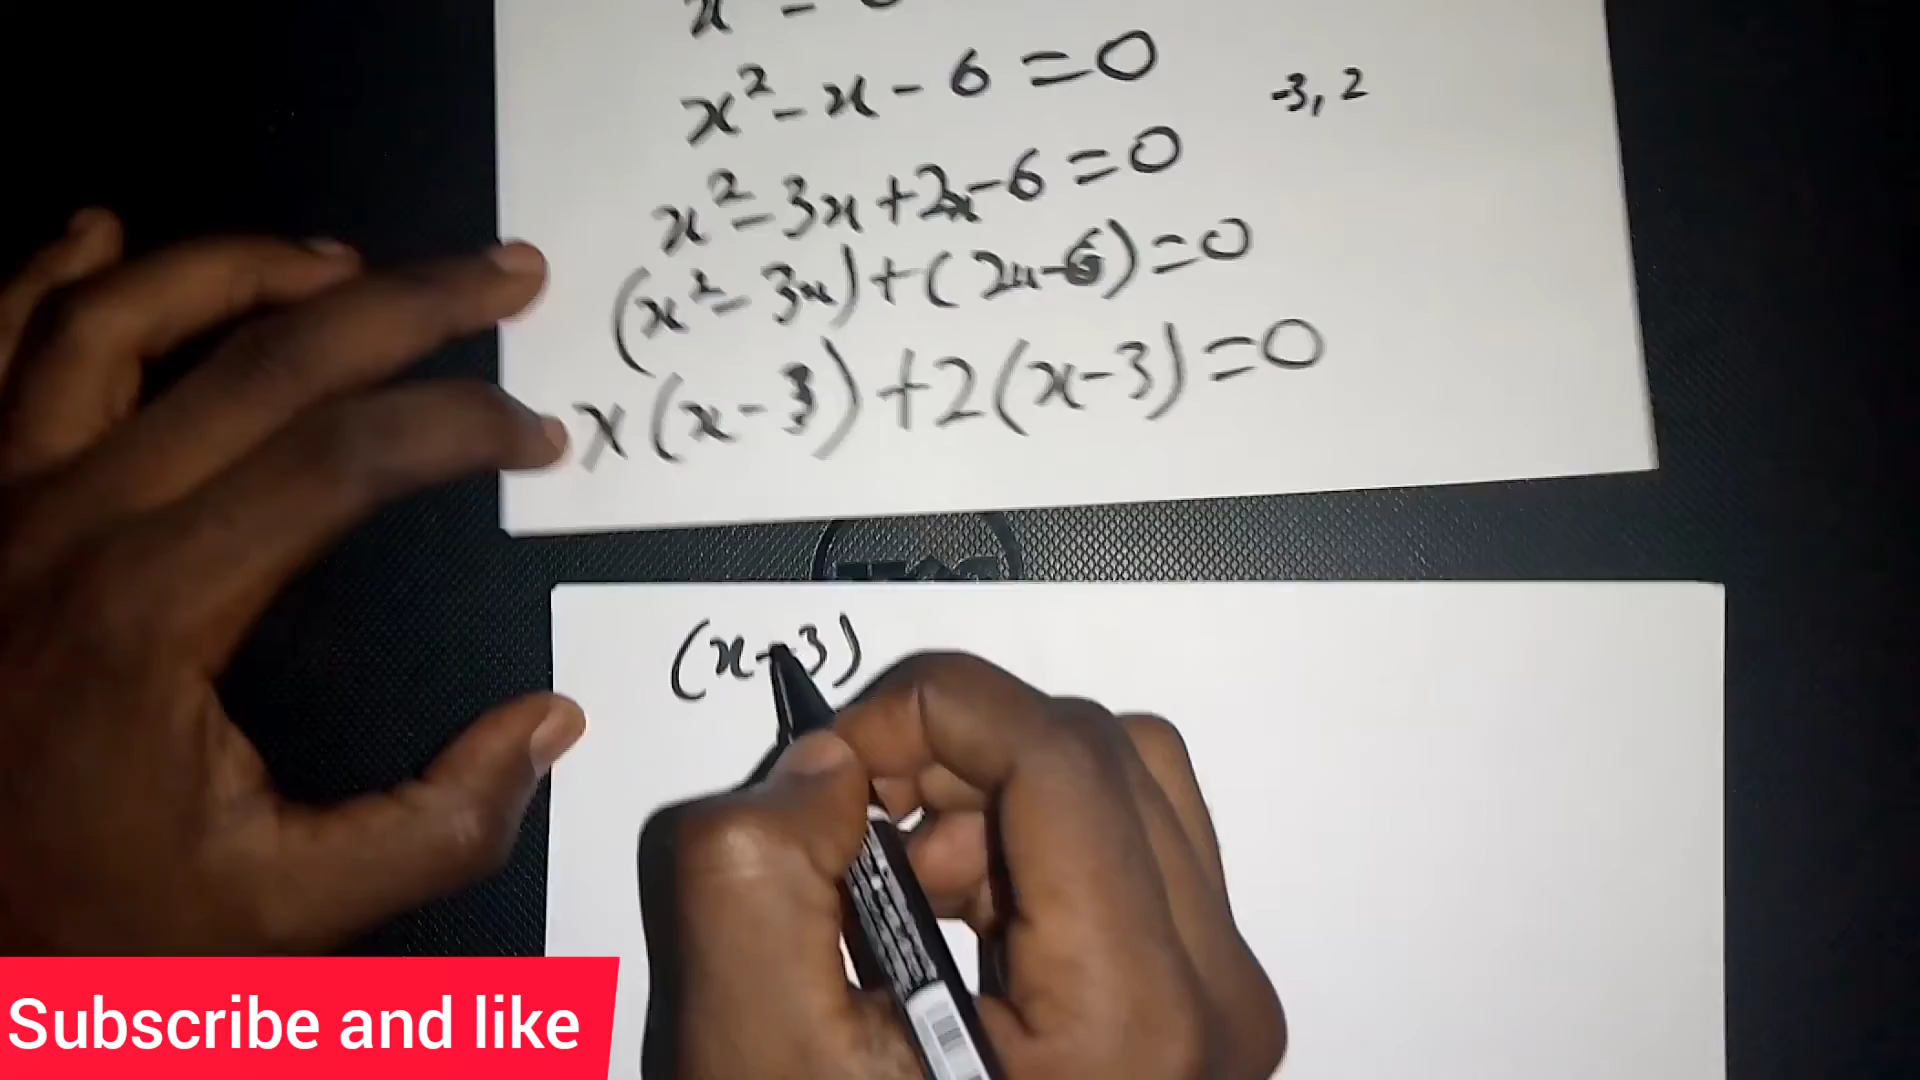 x² - x - 6 = 0
-3, 2
x² - 3x + 2x - 6 = 0
(x² - 3x) + (2x - 6) = 0
x(x - 3) + 2(x - 3) = 0
(x - 3)
Subscribe and like